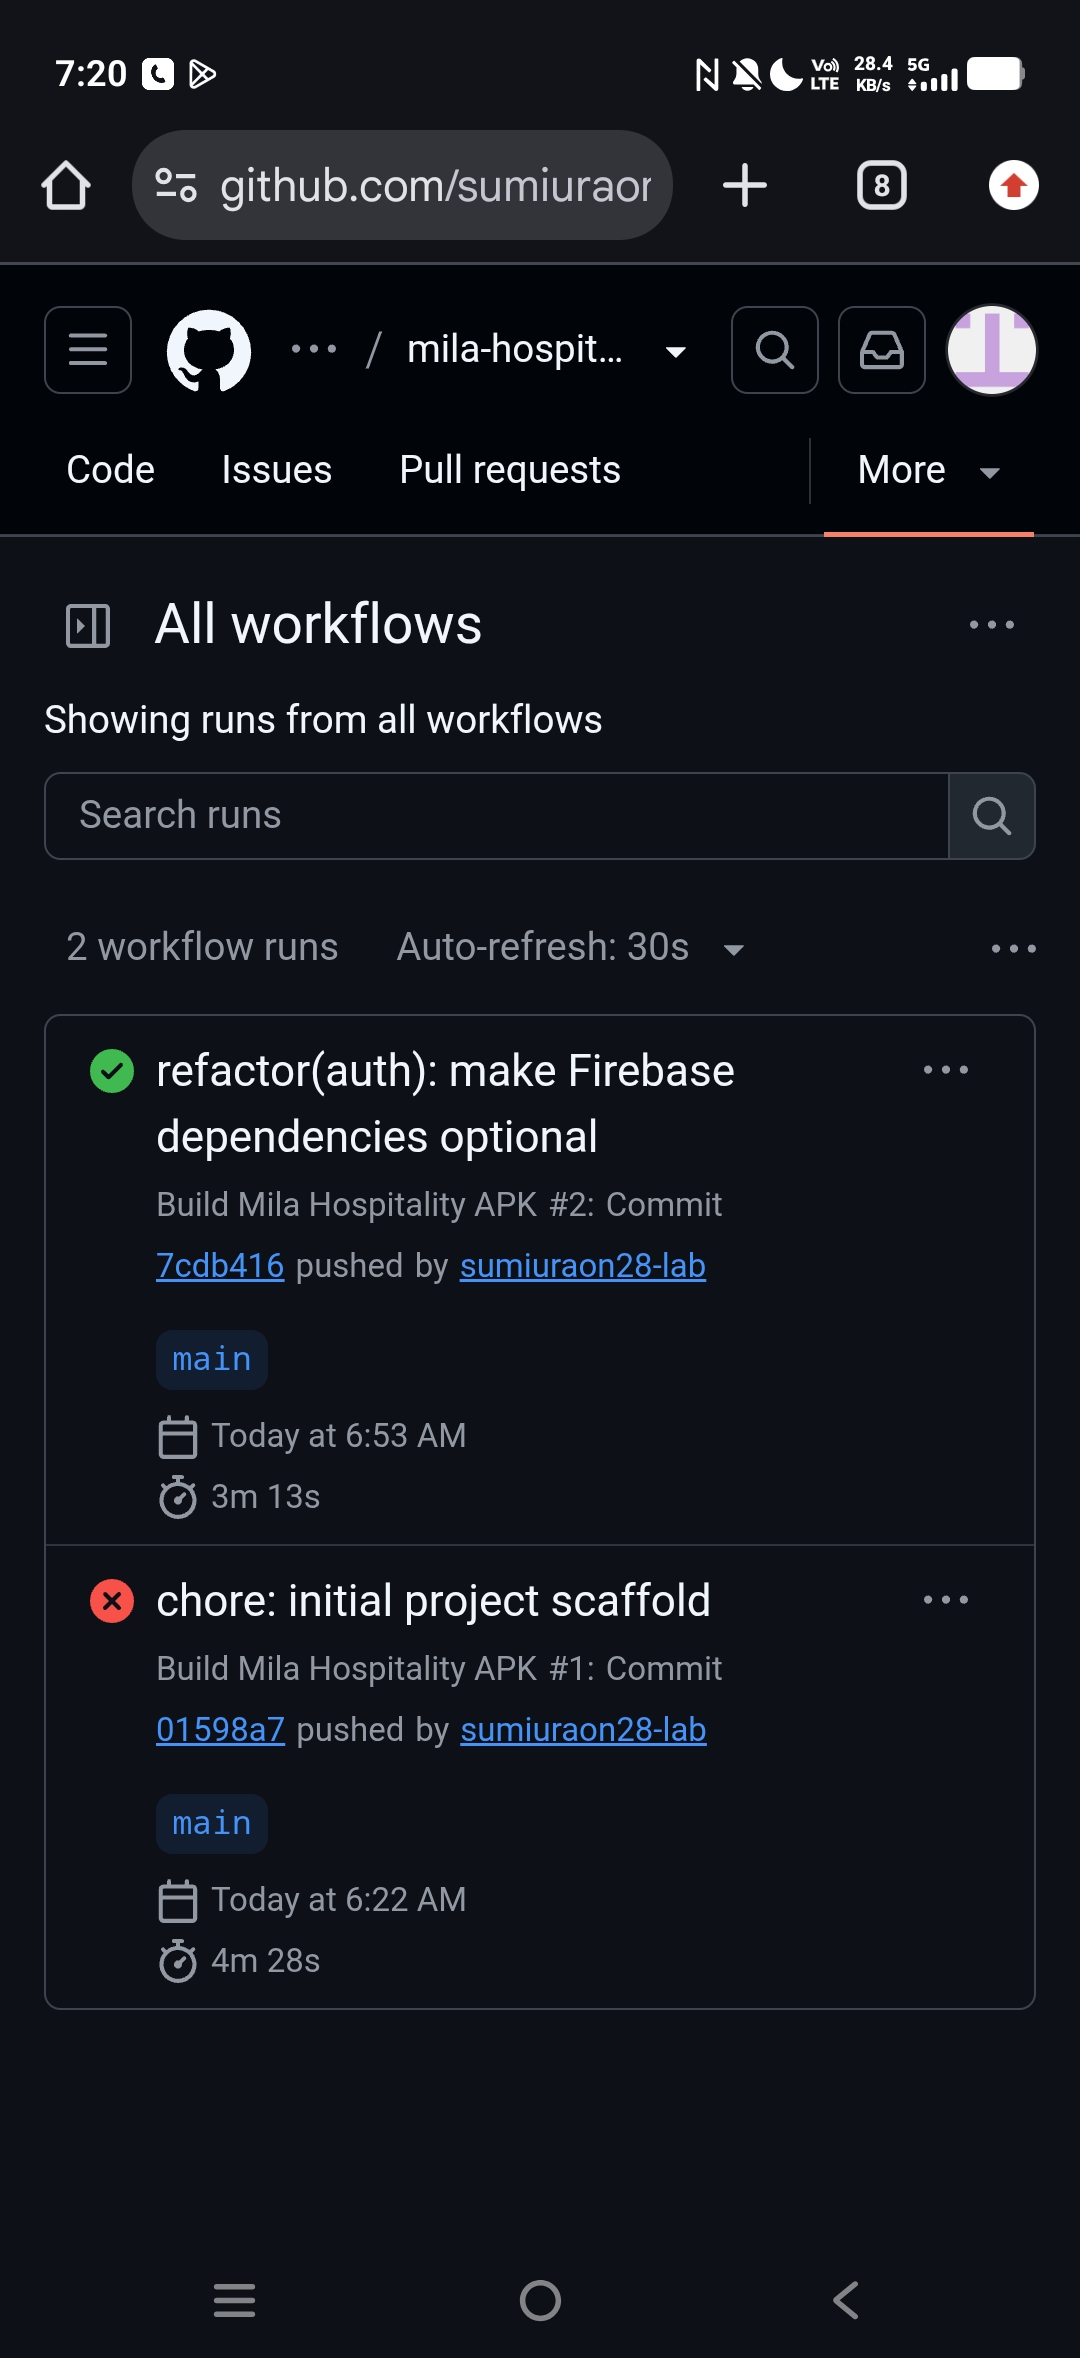 7:20
Vo)) LTE
28.4 KB/s
5G
github.com/sumiuraor
8
/ mila-hospit...
Code Issues Pull requests More
All workflows
Showing runs from all workflows
Search runs
2 workflow runs Auto-refresh: 30s
refactor(auth): make Firebase
dependencies optional
Build Mila Hospitality APK #2: Commit
7cdb416 pushed by sumiuraon28-lab
main
Today at 6:53 AM
3m 13s
chore: initial project scaffold
Build Mila Hospitality APK #1: Commit
01598a7 pushed by sumiuraon28-lab
main
Today at 6:22 AM
4m 28s